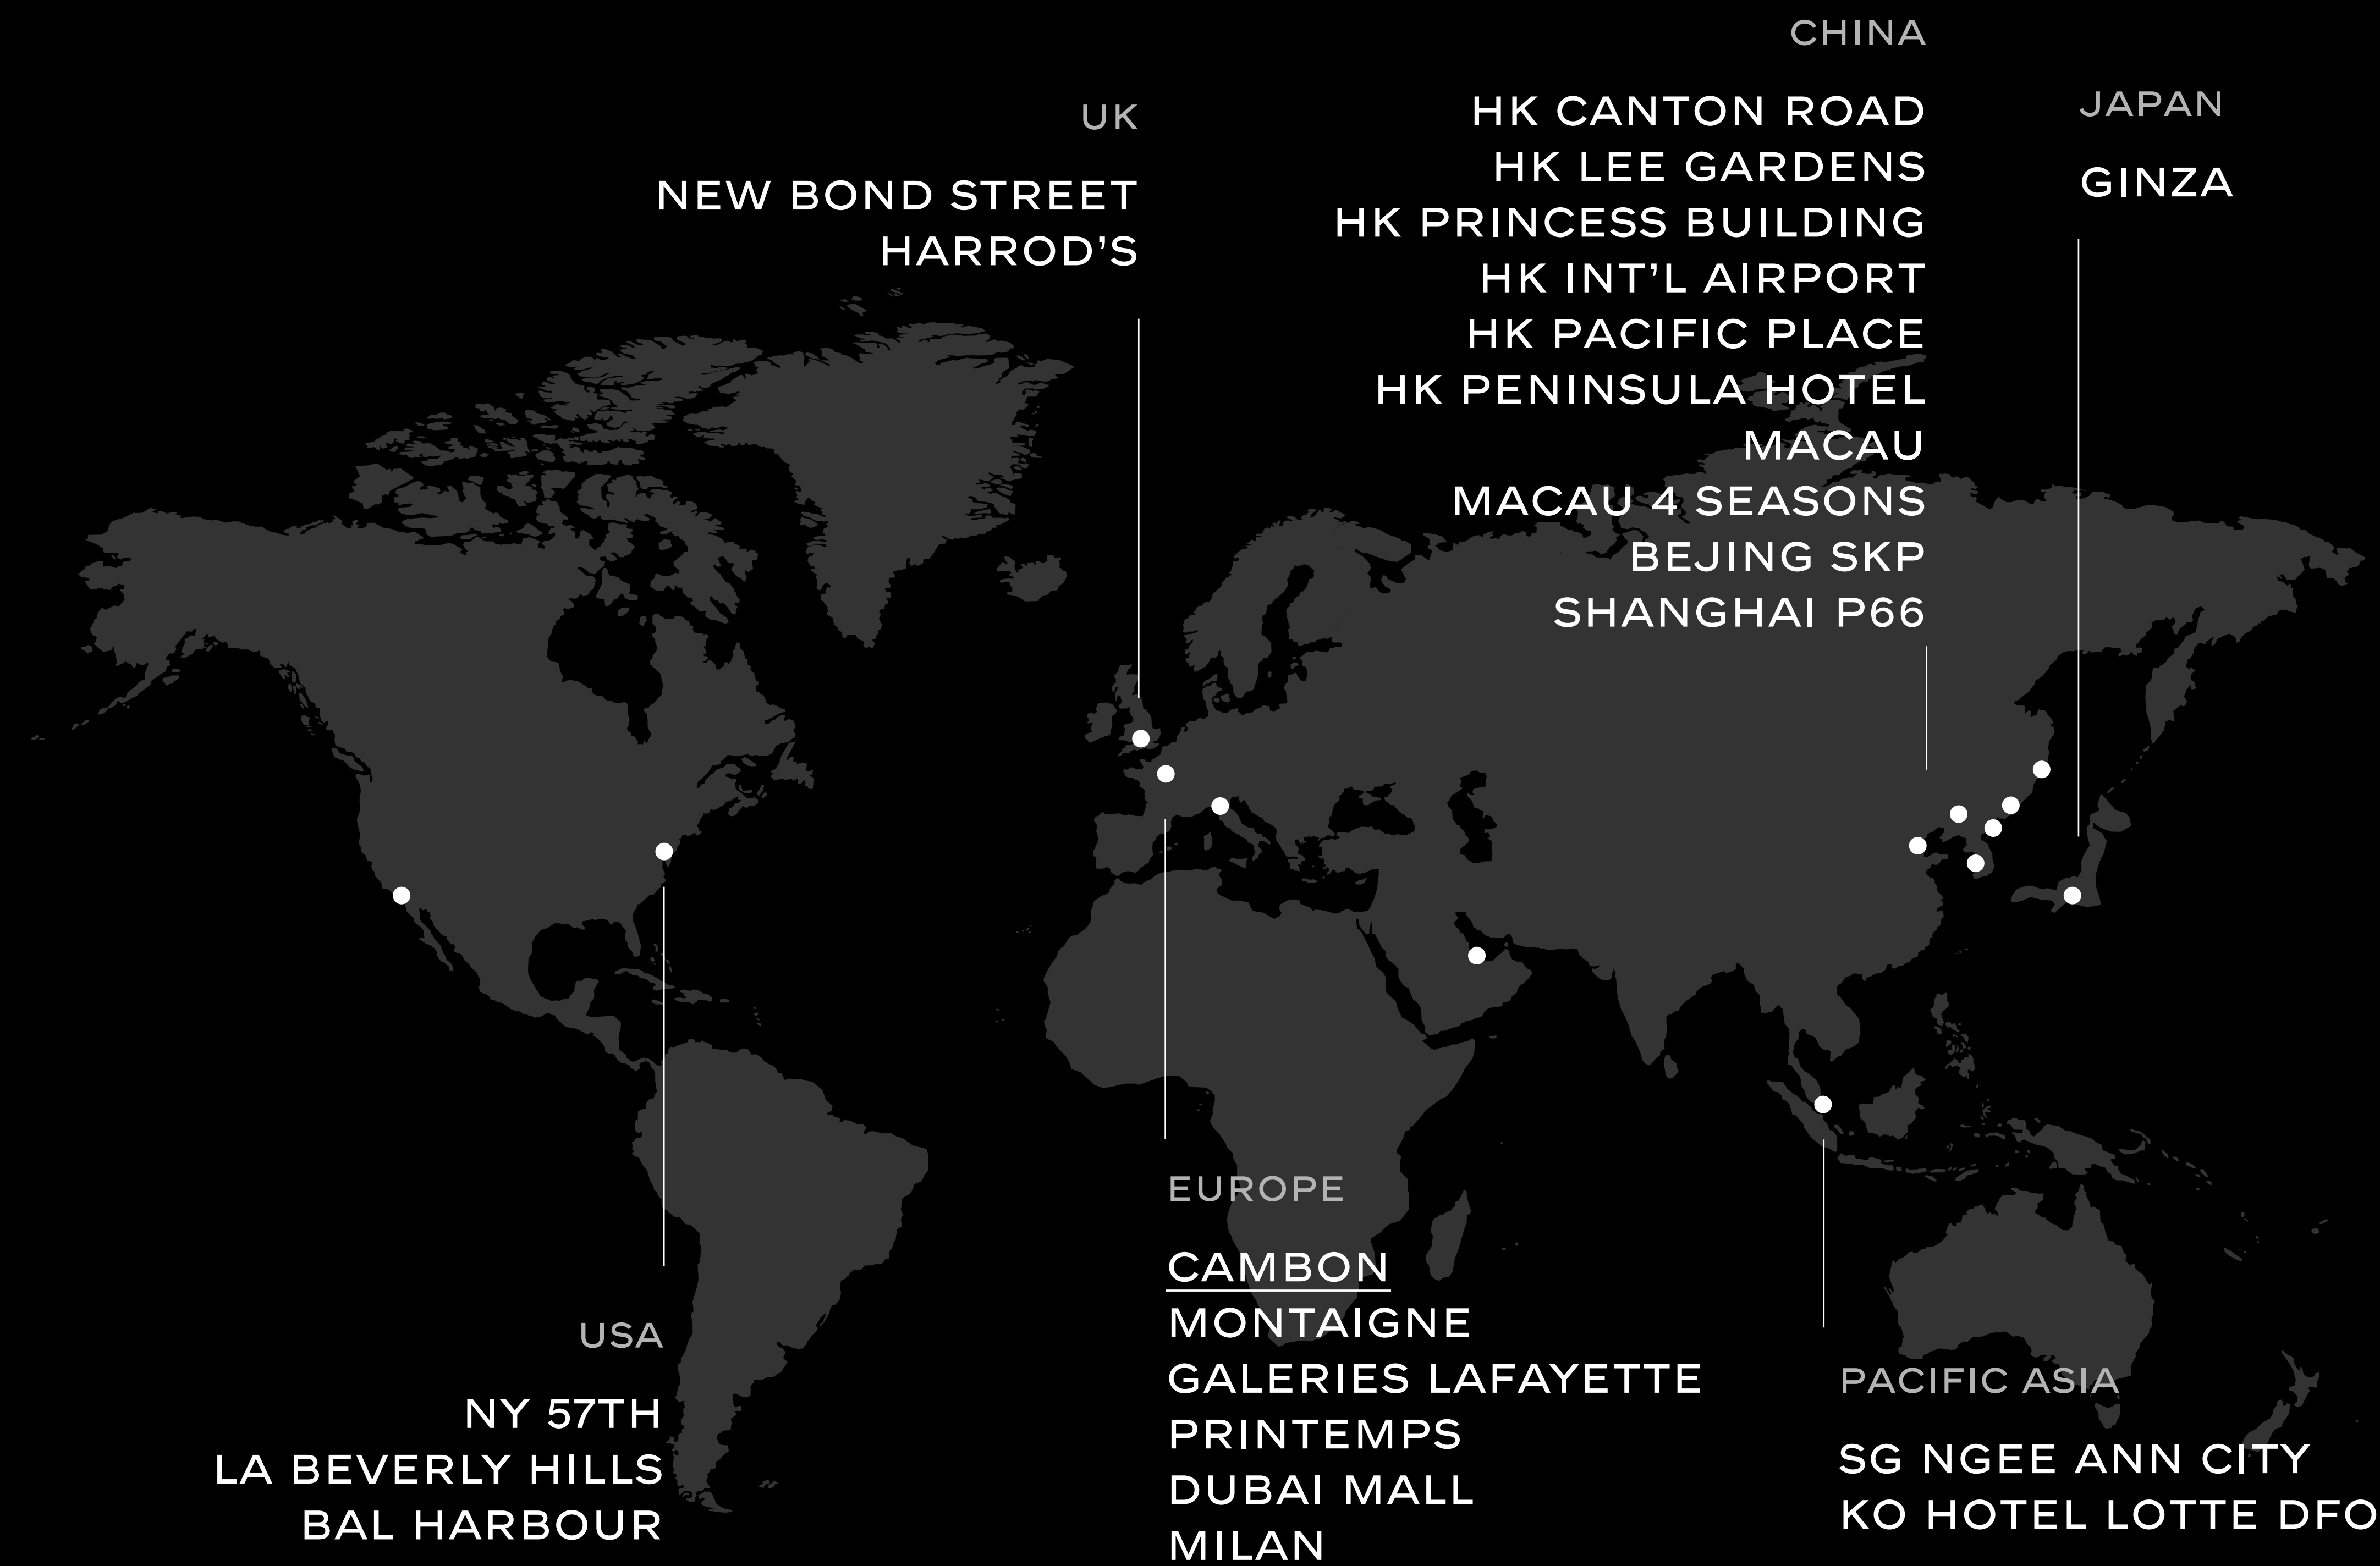 UK
NEW BOND STREET
HARROD’S
CHINA
HK CANTON ROAD
HK LEE GARDENS
HK PRINCESS BUILDING
HK INT’L AIRPORT
HK PACIFIC PLACE
HK PENINSULA HOTEL
MACAU
MACAU 4 SEASONS
BEJING SKP
SHANGHAI P66
JAPAN
GINZA
USA
NY 57TH
LA BEVERLY HILLS
BAL HARBOUR
EUROPE
CAMBON
MONTAIGNE
GALERIES LAFAYETTE
PRINTEMPS
DUBAI MALL
MILAN
PACIFIC ASIA
SG NGEE ANN CITY
KO HOTEL LOTTE DFO